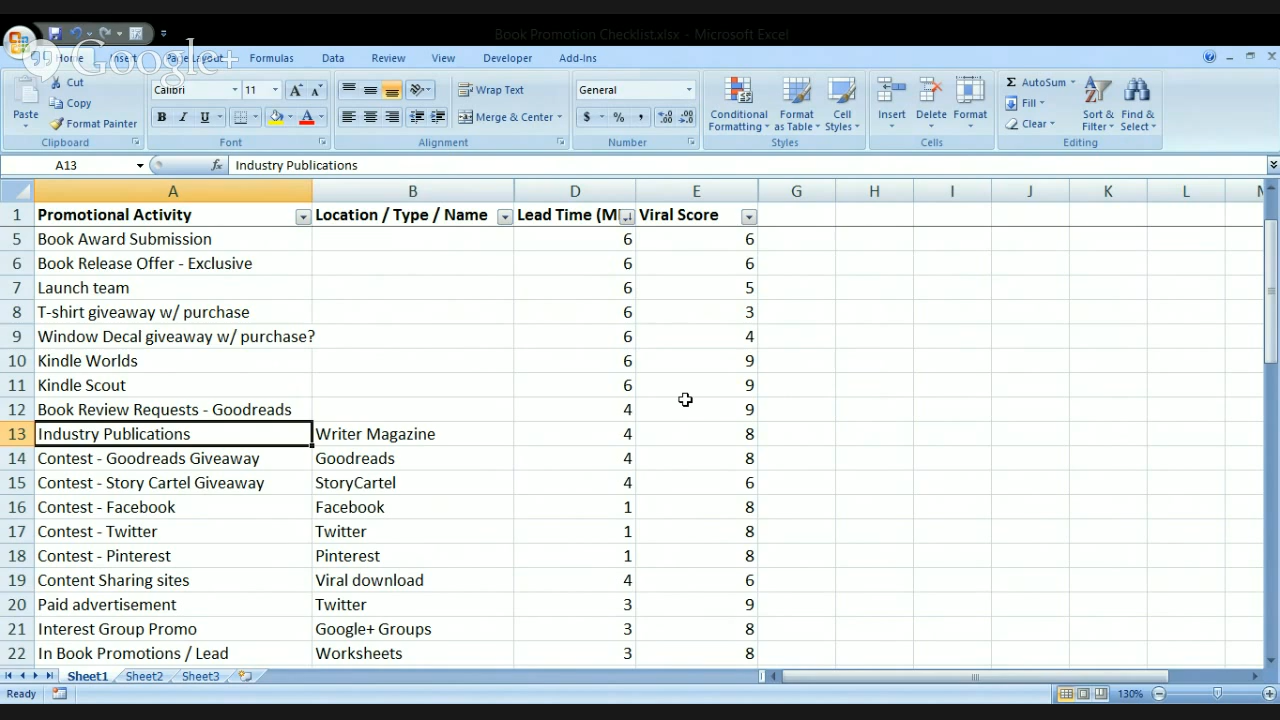 Book Promotion Checklist.xlsx - Microsoft Excel
Google+
Home Insert Page Layout Formulas Data Review View Developer Add-Ins
Cut
Copy
Format Painter
Paste
Clipboard
Calibri 11
B I U
Font
Wrap Text
Merge & Center
Alignment
General
$ % ,
Number
Conditional Formatting
Format as Table
Cell Styles
Styles
Insert Delete Format
Cells
AutoSum
Fill
Clear
Sort & Filter
Find & Select
Editing
A13 fx Industry Publications
A B D E G H I J K L M
1 Promotional Activity Location / Type / Name Lead Time (M Viral Score
5 Book Award Submission 6 6
6 Book Release Offer - Exclusive 6 6
7 Launch team 6 5
8 T-shirt giveaway w/ purchase 6 3
9 Window Decal giveaway w/ purchase? 6 4
10 Kindle Worlds 6 9
11 Kindle Scout 6 9
12 Book Review Requests - Goodreads 4 9
13 Industry Publications Writer Magazine 4 8
14 Contest - Goodreads Giveaway Goodreads 4 8
15 Contest - Story Cartel Giveaway StoryCartel 4 6
16 Contest - Facebook Facebook 1 8
17 Contest - Twitter Twitter 1 8
18 Contest - Pinterest Pinterest 1 8
19 Content Sharing sites Viral download 4 6
20 Paid advertisement Twitter 3 9
21 Interest Group Promo Google+ Groups 3 8
22 In Book Promotions / Lead Worksheets 3 8
Sheet1 Sheet2 Sheet3
Ready 130%